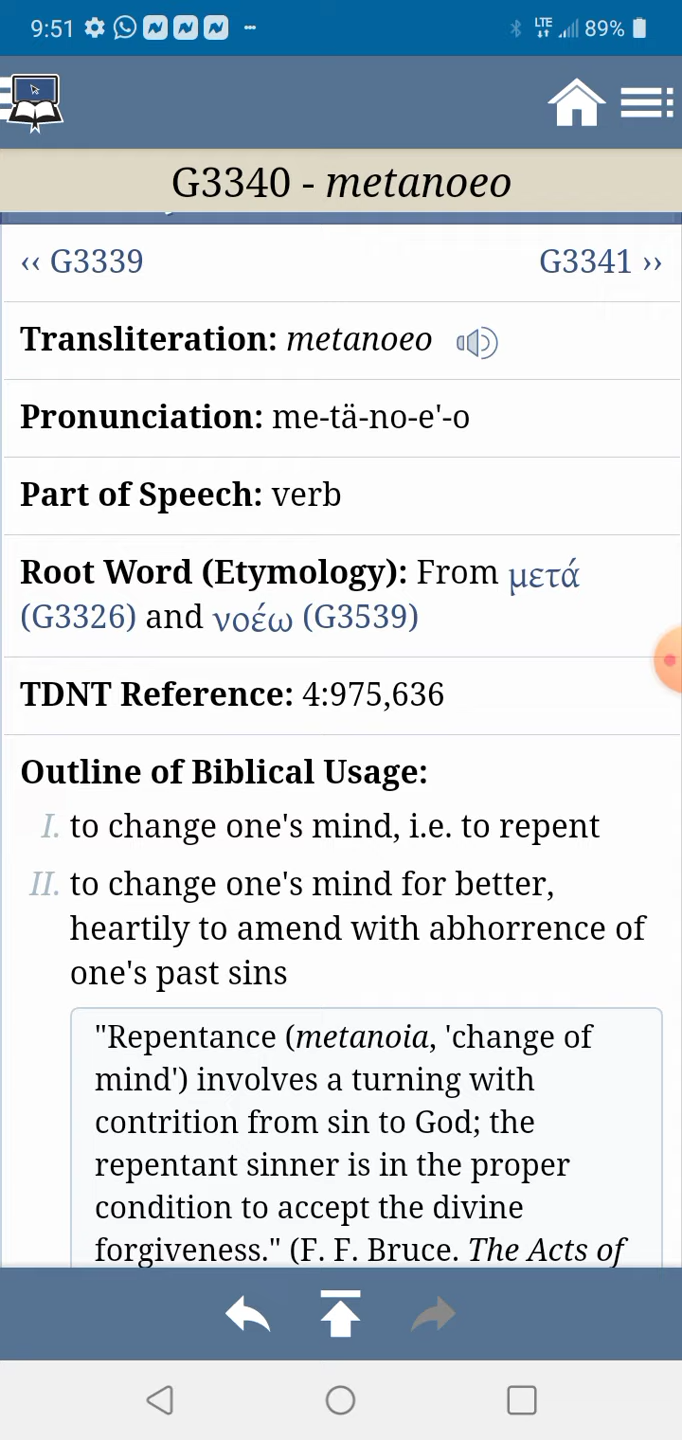 9:51
LTE
89%
G3340 - metanoeo
‹‹ G3339
G3341 ››
Transliteration: metanoeo
Pronunciation: me-tä-no-e'-o
Part of Speech: verb
Root Word (Etymology): From μετά
(G3326) and νοέω (G3539)
TDNT Reference: 4:975,636
Outline of Biblical Usage:
I. to change one's mind, i.e. to repent
II. to change one's mind for better,
heartily to amend with abhorrence of
one's past sins
"Repentance (metanoia, 'change of
mind') involves a turning with
contrition from sin to God; the
repentant sinner is in the proper
condition to accept the divine
forgiveness." (F. F. Bruce. The Acts of